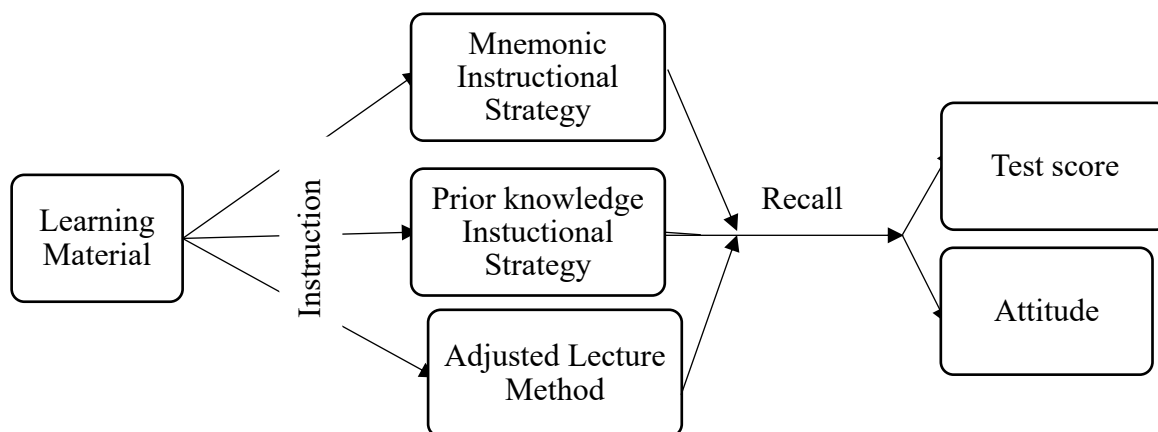 Learning
Material
Instruction
Mnemonic
Instructional
Strategy
Prior knowledge
Instuctional
Strategy
Adjusted Lecture
Method
Recall
Test score
Attitude